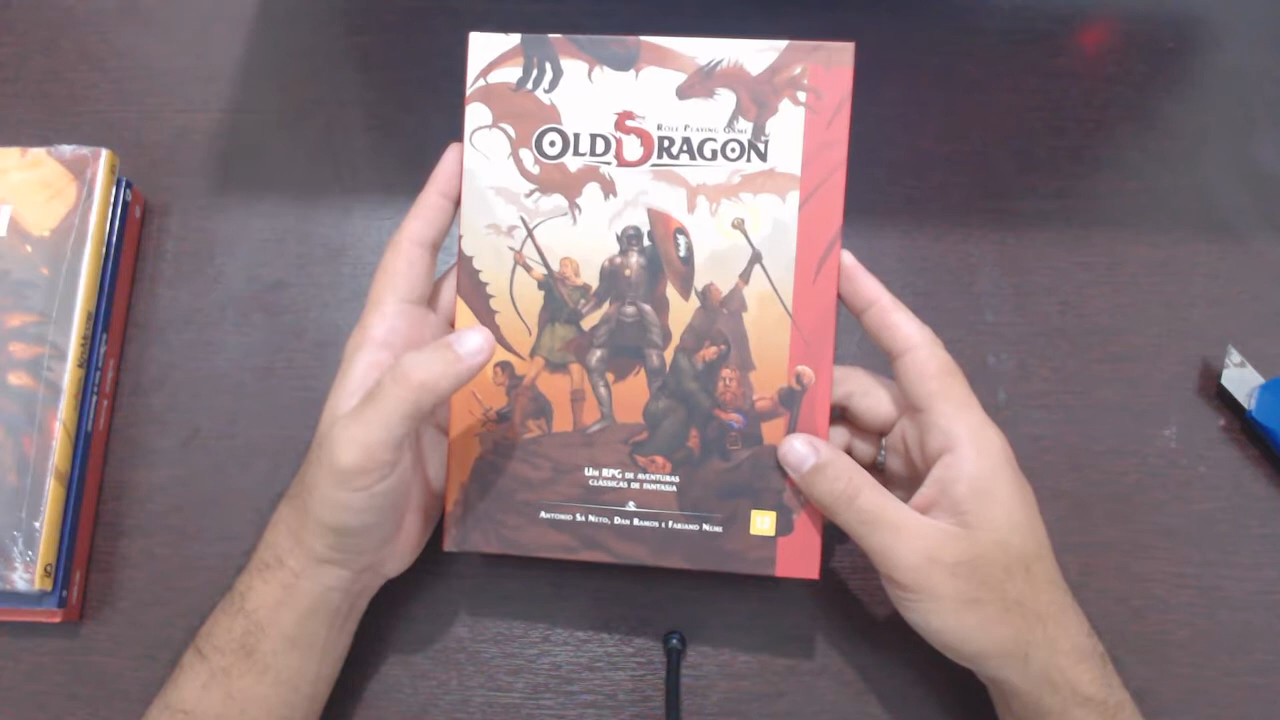 Role Playing Game
Old Dragon
Um RPG de aventuras
clássicas de fantasia
Antonio Sá Neto, Dan Ramos e Fabiano Neme
12